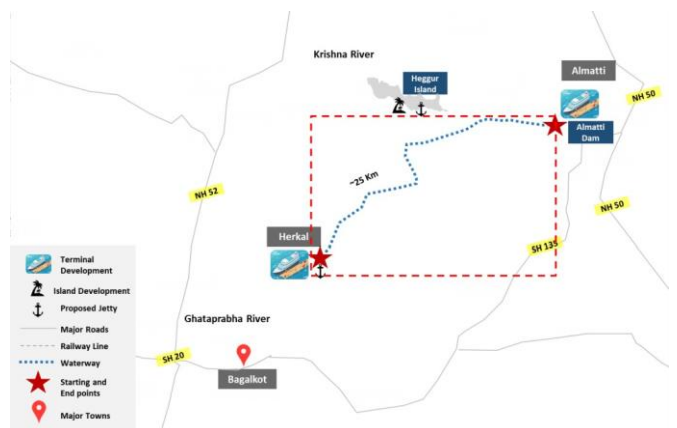 Krishna River
Almatti
Heggur
Island
NH 50
Almatti
Dam
~25 Km
NH 52
NH 50
Herkal
SH 135
Terminal
Development
Island Development
Proposed Jetty
Major Roads
Railway Line
Waterway
Starting and
End points
Major Towns
Ghataprabha River
SH 20
Bagalkot